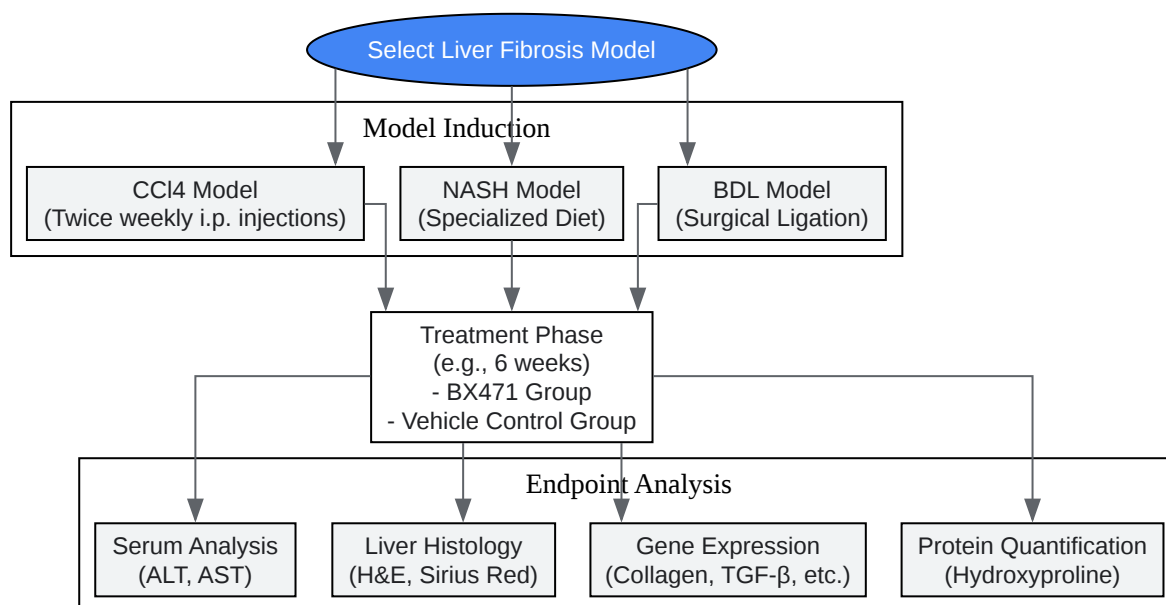 Select Liver Fibrosis Model
Model Induction
CCl4 Model
(Twice weekly i.p. injections)
NASH Model
(Specialized Diet)
BDL Model
(Surgical Ligation)
Treatment Phase
(e.g., 6 weeks)
- BX471 Group
- Vehicle Control Group
Endpoint Analysis
Serum Analysis
(ALT, AST)
Liver Histology
(H&E, Sirius Red)
Gene Expression
(Collagen, TGF-β, etc.)
Protein Quantification
(Hydroxyproline)